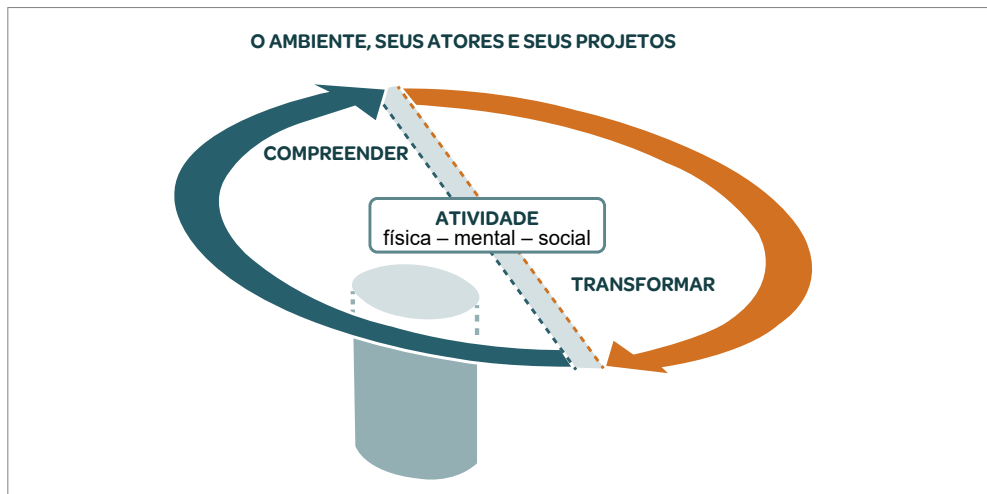 O AMBIENTE, SEUS ATORES E SEUS PROJETOS
COMPREENDER
ATIVIDADE
física – mental – social
TRANSFORMAR